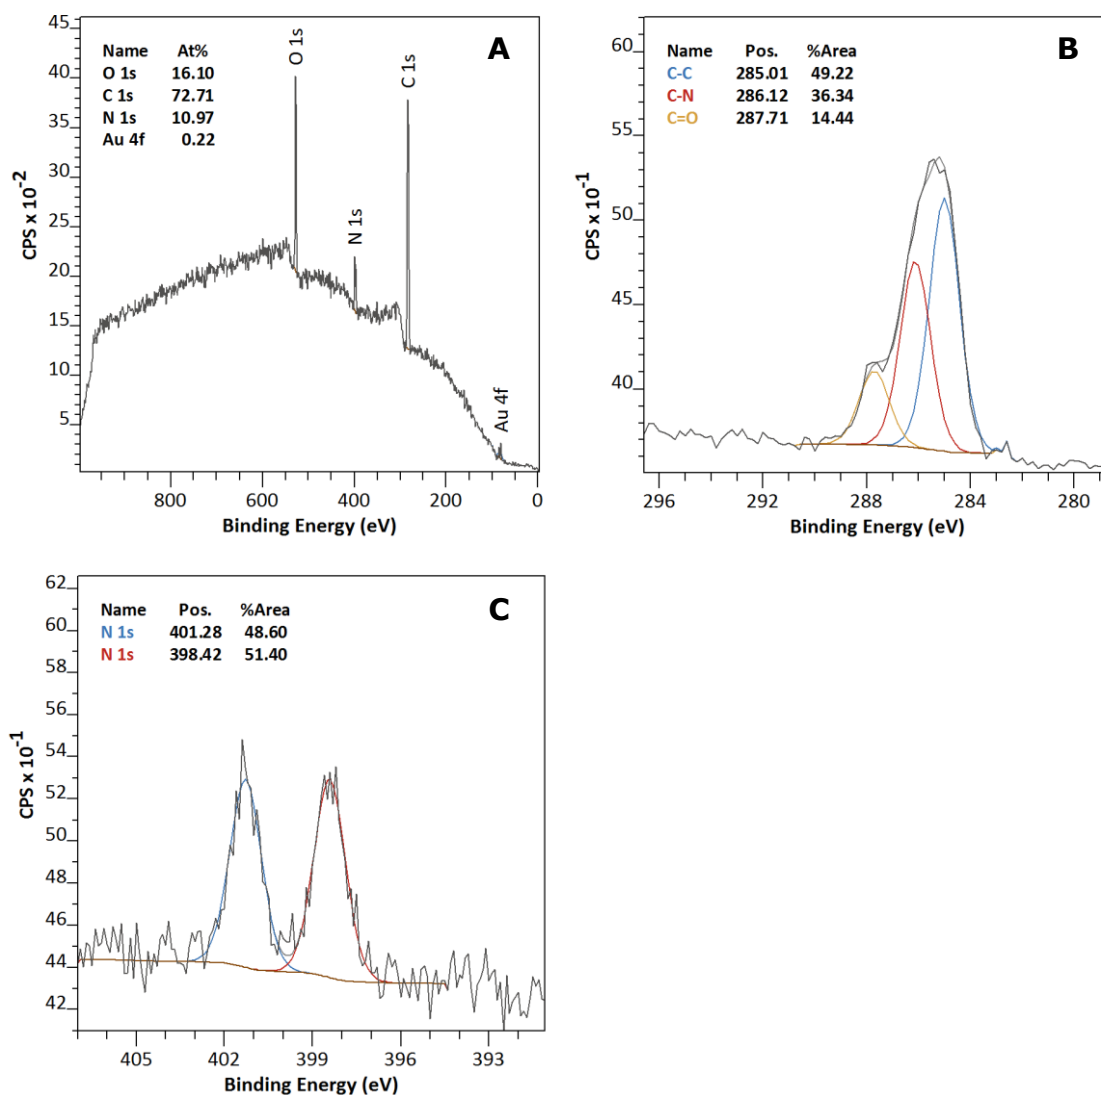 A
Name At%
O 1s 16.10
C 1s 72.71
N 1s 10.97
Au 4f 0.22
O 1s
N 1s
C 1s
Au 4f
45
40
35
30
25
20
15
10
5
CPS x 10⁻²
800 600 400 200 0
Binding Energy (eV)
B
Name Pos. %Area
C-C 285.01 49.22
C-N 286.12 36.34
C=O 287.71 14.44
60
55
50
45
40
CPS x 10⁻¹
296 292 288 284 280
Binding Energy (eV)
C
Name Pos. %Area
N 1s 401.28 48.60
N 1s 398.42 51.40
62
60
58
56
54
52
50
48
46
44
42
CPS x 10⁻¹
405 402 399 396 393
Binding Energy (eV)